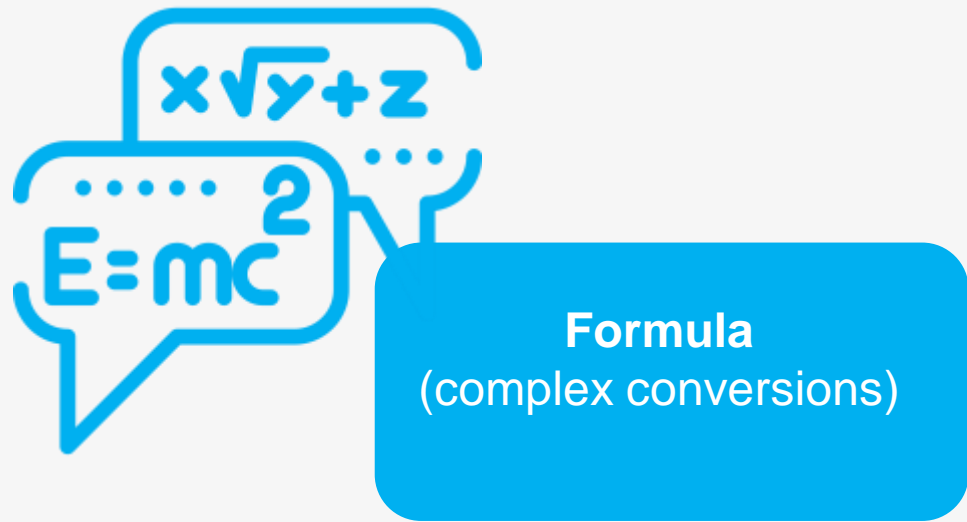 x√y+z
E=mc²
Formula
(complex conversions)